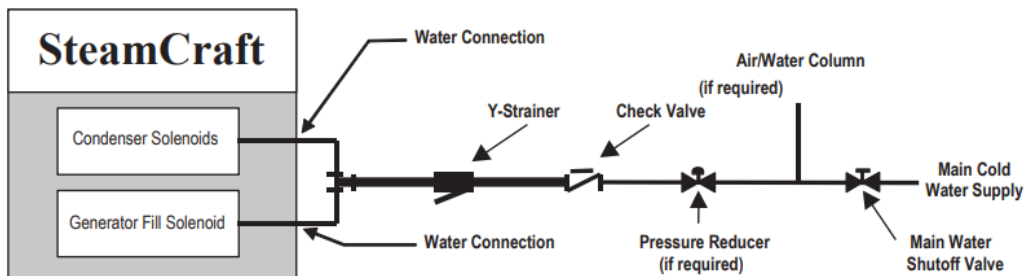 SteamCraft
Water Connection
Condenser Solenoids
Generator Fill Solenoid
Water Connection
Y-Strainer
Check Valve
Air/Water Column
(if required)
Pressure Reducer
(if required)
Main Cold
Water Supply
Main Water
Shutoff Valve